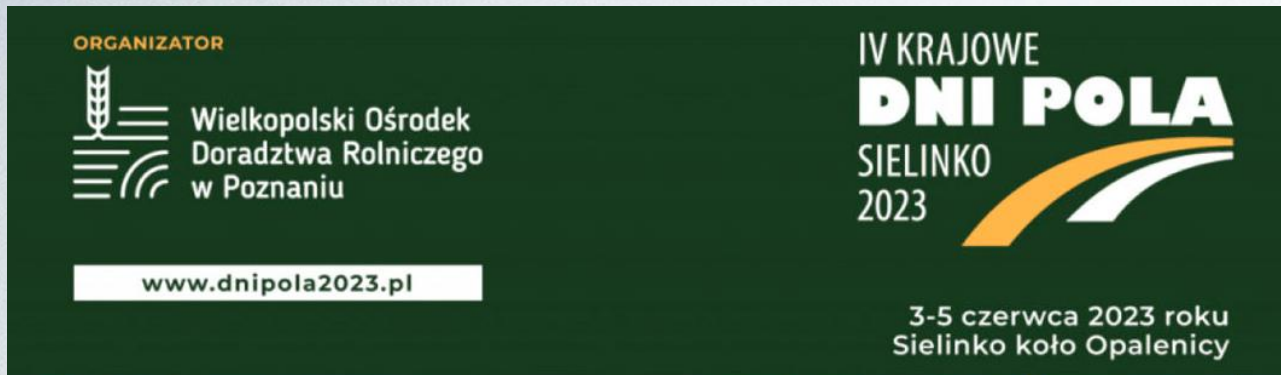 ORGANIZATOR
Wielkopolski Ośrodek
Doradztwa Rolniczego
w Poznaniu
www.dnipola2023.pl
IV KRAJOWE
DNI POLA
SIELINKO
2023
3-5 czerwca 2023 roku
Sielinko koło Opalenicy